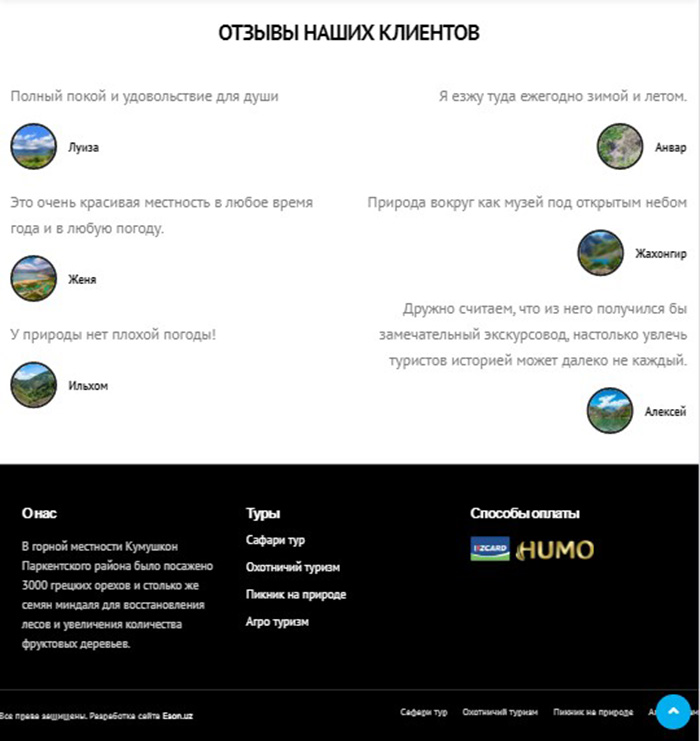 ОТЗЫВЫ НАШИХ КЛИЕНТОВ
Полный покой и удовольствие для души
Луиза
Это очень красивая местность в любое время
года и в любую погоду.
Женя
У природы нет плохой погоды!
Ильхом
Я езжу туда ежегодно зимой и летом.
Анвар
Природа вокруг как музей под открытым небом
Жахонгир
Дружно считаем, что из него получился бы
замечательный экскурсовод, настолько увлечь
туристов историей может далеко не каждый.
Алексей
О нас
В горной местности Кумушкон
Паркентского района было посажено
3000 грецких орехов и столько же
семян миндаля для восстановления
лесов и увеличения количества
фруктовых деревьев.
Туры
Сафари тур
Охотничий туризм
Пикник на природе
Агро туризм
Способы оплаты
UZCARD HUMO
Все права защищены. Разработка сайта Eson.uz
Сафари тур Охотничий туризм Пикник на природе